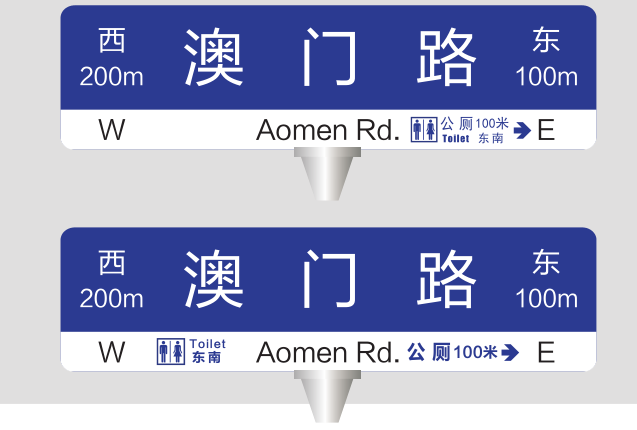 西 澳门路 东
200m 100m
W Aomen Rd. 公厕 100米 E
Toilet 东南
西 澳门路 东
200m 100m
W Toilet Aomen Rd. 公厕 100米 E
东南